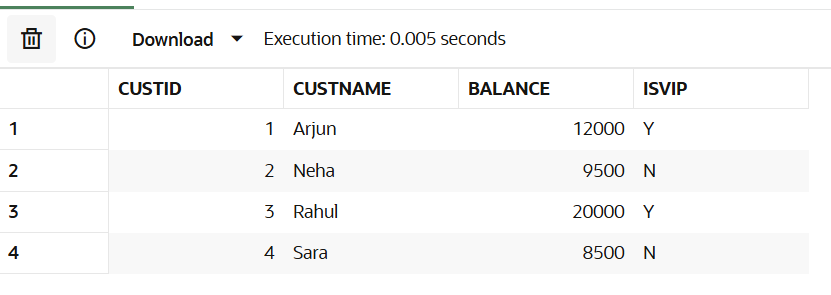 Download Execution time: 0.005 seconds
CUSTID CUSTNAME BALANCE ISVIP
1 1 Arjun 12000 Y
2 2 Neha 9500 N
3 3 Rahul 20000 Y
4 4 Sara 8500 N